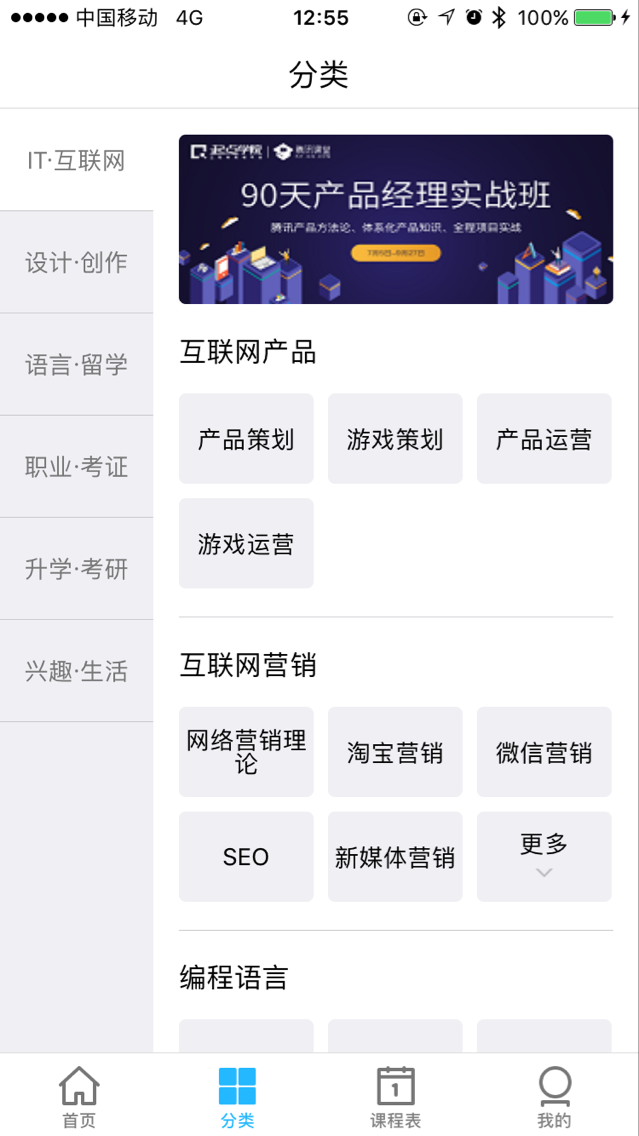 中国移动 4G 12:55 100%
分类
IT·互联网
设计·创作
语言·留学
职业·考证
升学·考研
兴趣·生活
起点学院 腾讯课堂
90天产品经理实战班
腾讯产品方法论、体系化产品知识、全程项目实战
互联网产品
产品策划 游戏策划 产品运营
游戏运营
互联网营销
网络营销理
论
淘宝营销 微信营销
SEO 新媒体营销 更多
编程语言
1
首页 分类 课程表 我的